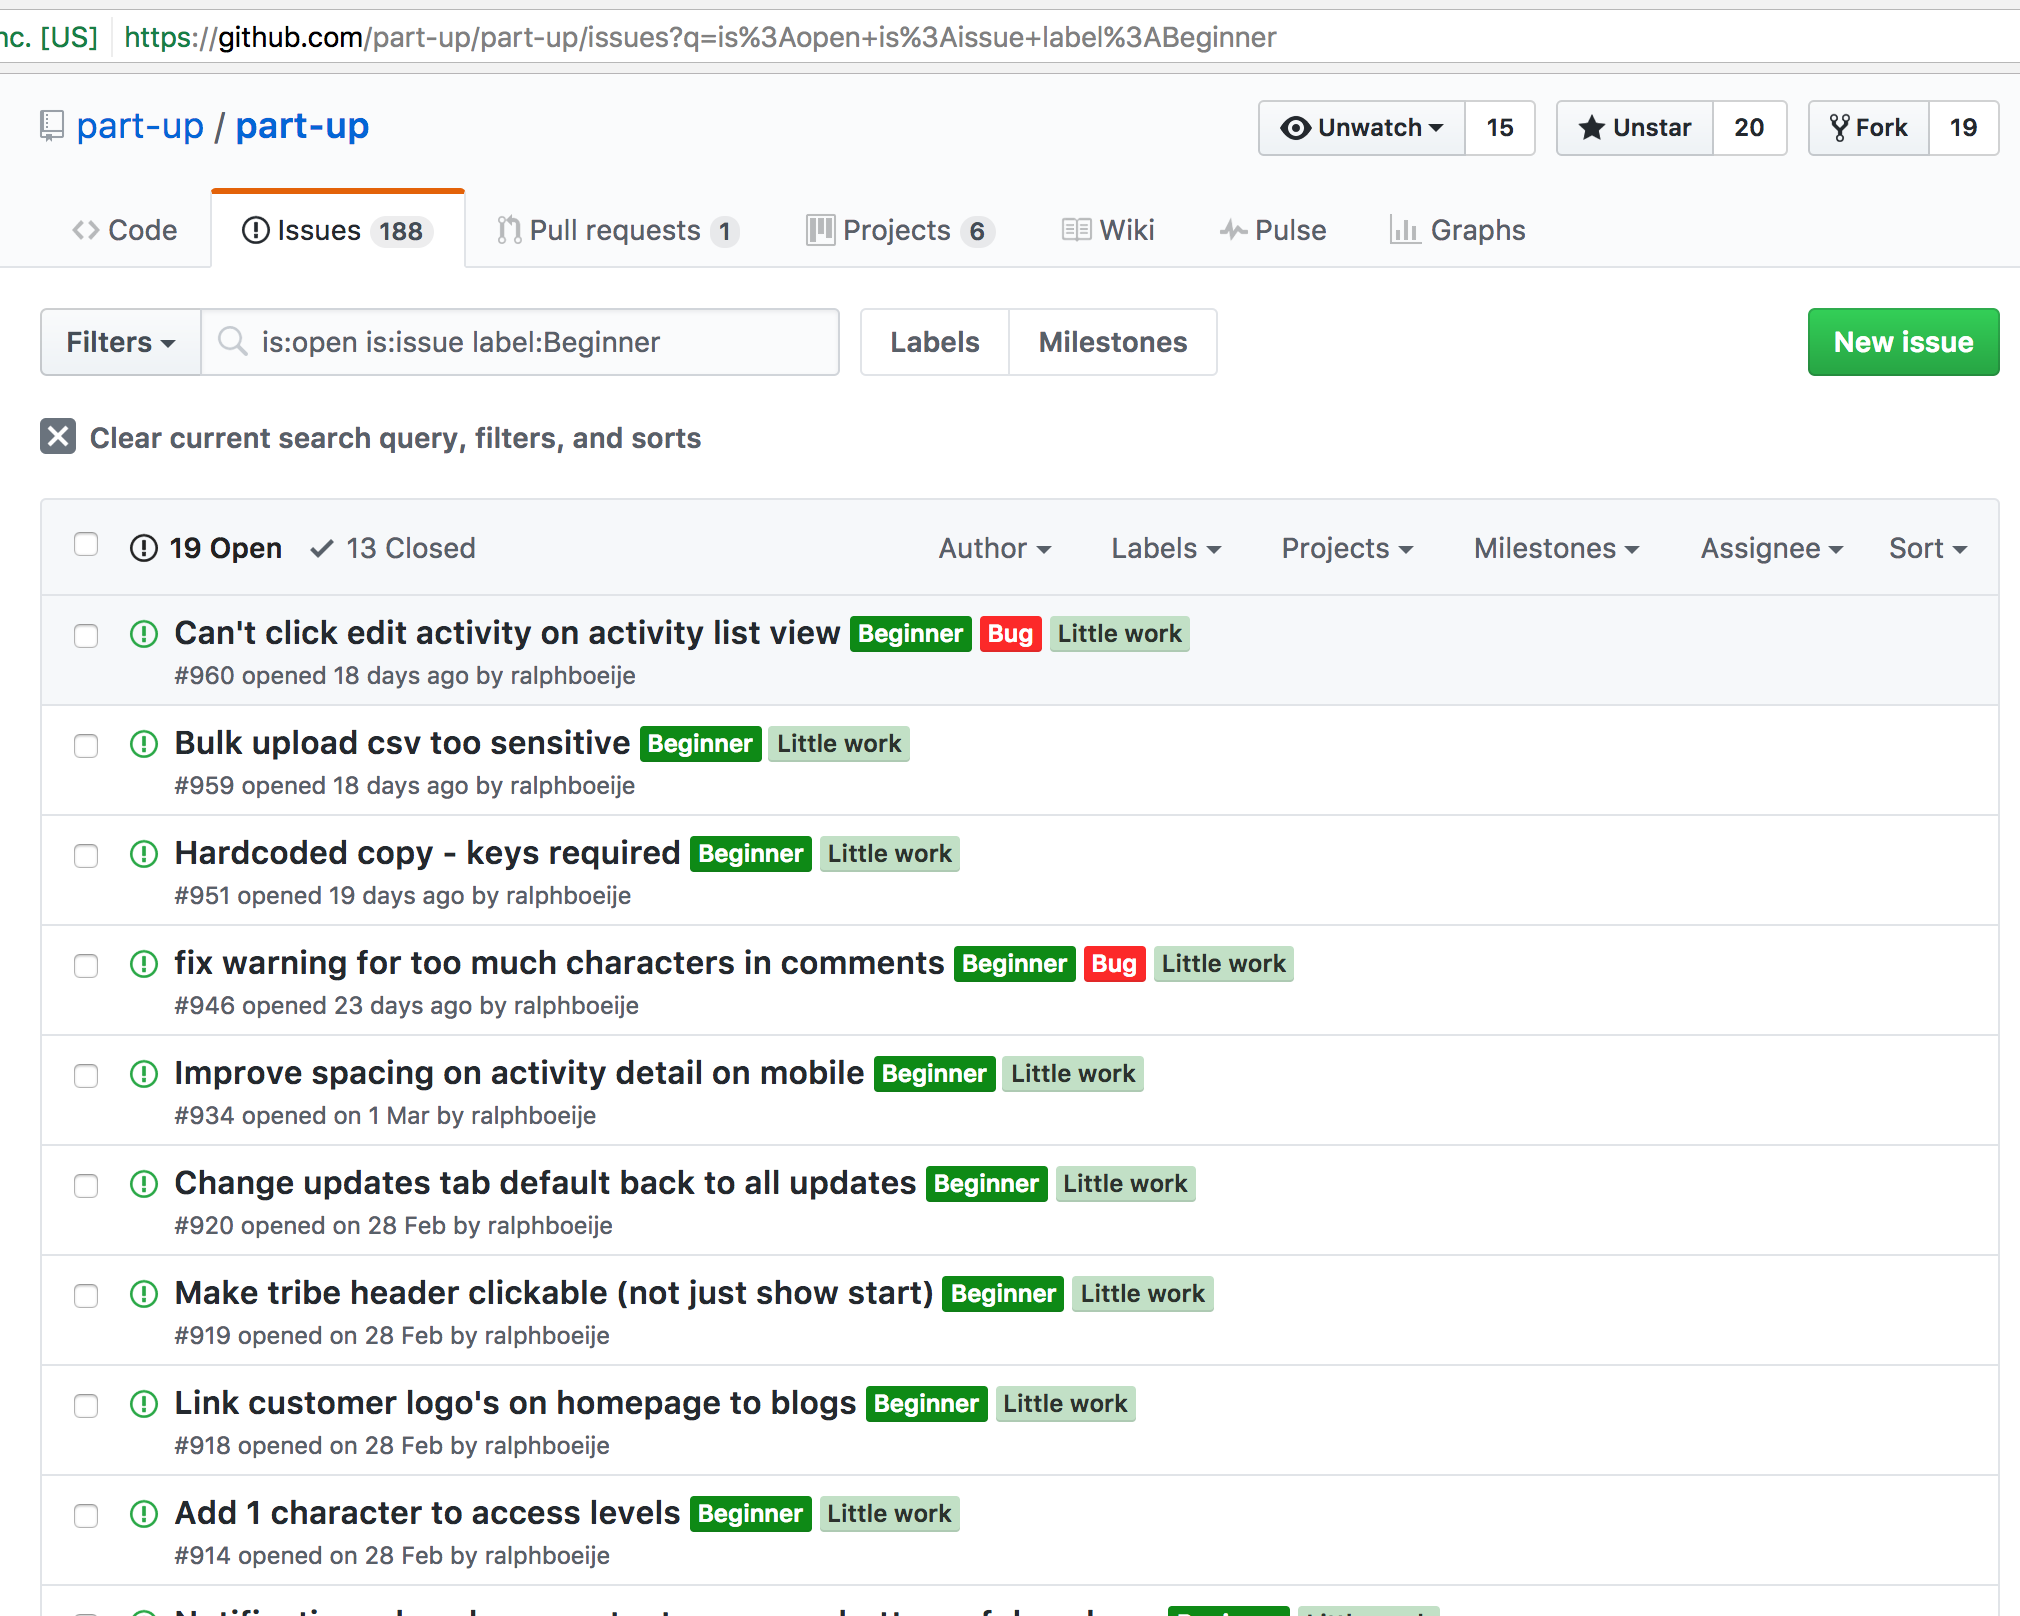 nc. [US] https://github.com/part-up/part-up/issues?q=is%3Aopen+is%3Aissue+label%3ABeginner
part-up / part-up Unwatch 15 Unstar 20 Fork 19
Code Issues 188 Pull requests 1 Projects 6 Wiki Pulse Graphs
Filters is:open is:issue label:Beginner Labels Milestones New issue
Clear current search query, filters, and sorts
19 Open 13 Closed Author Labels Projects Milestones Assignee Sort
Can't click edit activity on activity list view Beginner Bug Little work
#960 opened 18 days ago by ralphboeije
Bulk upload csv too sensitive Beginner Little work
#959 opened 18 days ago by ralphboeije
Hardcoded copy - keys required Beginner Little work
#951 opened 19 days ago by ralphboeije
fix warning for too much characters in comments Beginner Bug Little work
#946 opened 23 days ago by ralphboeije
Improve spacing on activity detail on mobile Beginner Little work
#934 opened on 1 Mar by ralphboeije
Change updates tab default back to all updates Beginner Little work
#920 opened on 28 Feb by ralphboeije
Make tribe header clickable (not just show start) Beginner Little work
#919 opened on 28 Feb by ralphboeije
Link customer logo's on homepage to blogs Beginner Little work
#918 opened on 28 Feb by ralphboeije
Add 1 character to access levels Beginner Little work
#914 opened on 28 Feb by ralphboeije